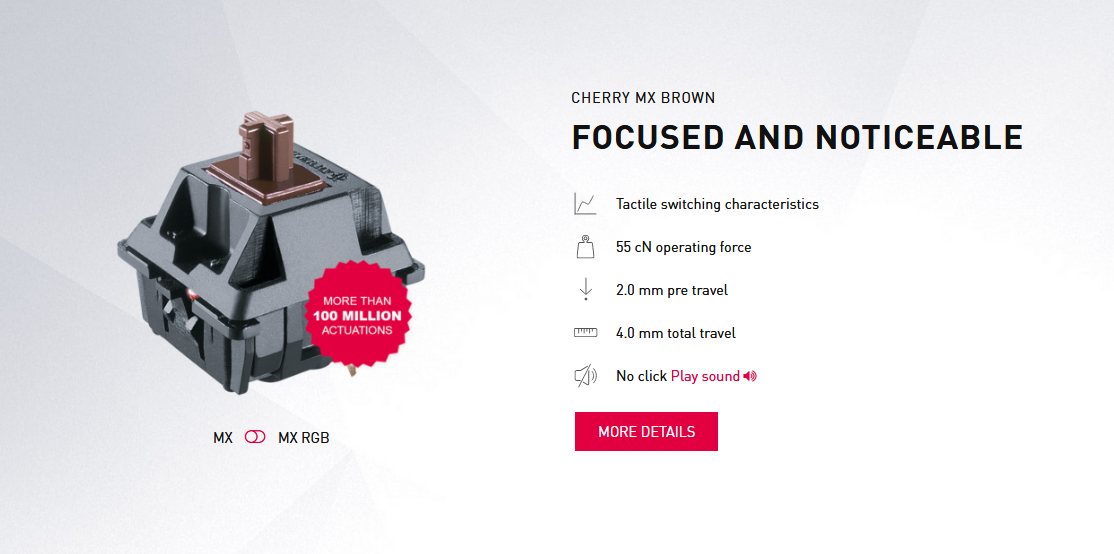 CHERRY MX BROWN
FOCUSED AND NOTICEABLE
Tactile switching characteristics
55 cN operating force
2.0 mm pre travel
4.0 mm total travel
No click Play sound
MORE DETAILS
MORE THAN
100 MILLION
ACTUATIONS
MX MX RGB